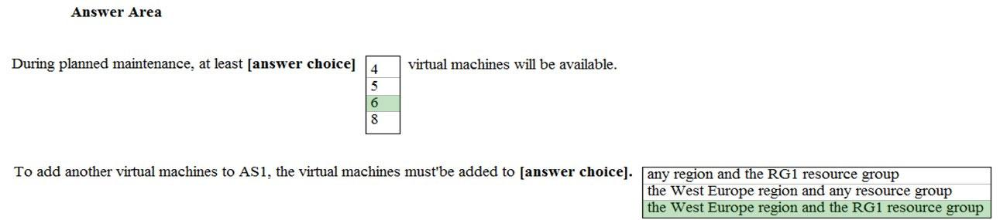 Answer Area
During planned maintenance, at least [answer choice] virtual machines will be available.
4
5
6
8
To add another virtual machines to AS1, the virtual machines must'be added to [answer choice].
any region and the RG1 resource group
the West Europe region and any resource group
the West Europe region and the RG1 resource group